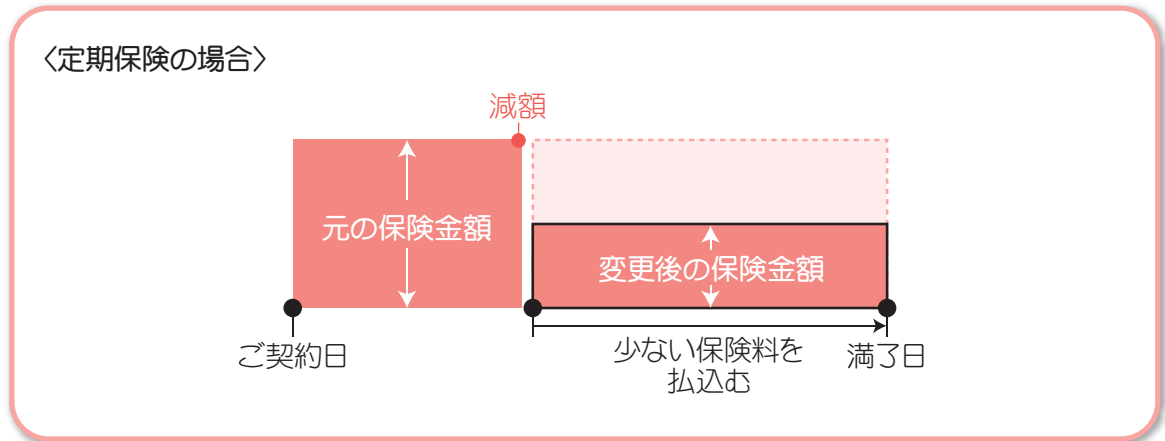 〈定期保険の場合〉
減額
元の保険金額
変更後の保険金額
ご契約日
少ない保険料を
払込む
満了日